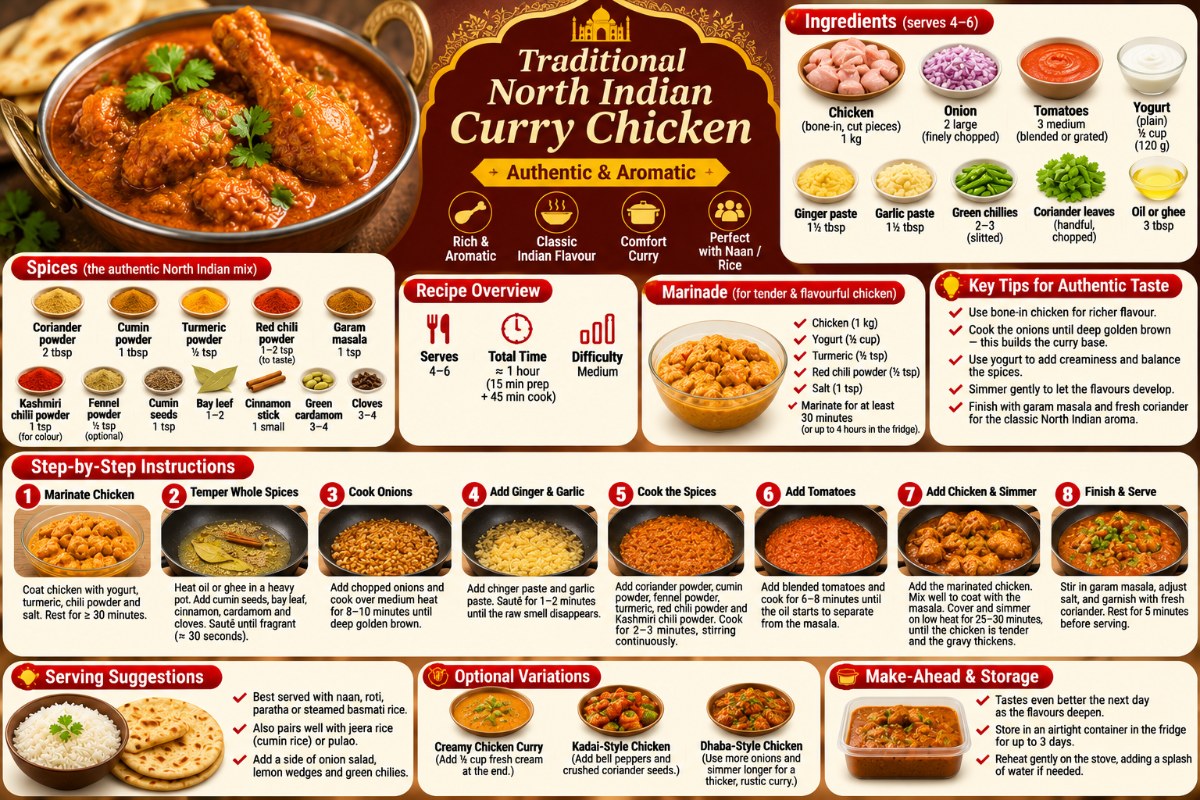 Traditional
North Indian
Curry Chicken
Authentic & Aromatic
Rich &
Aromatic
Classic
Indian Flavour
Comfort
Curry
Perfect
with Naan /
Rice
Ingredients (serves 4–6)
Chicken
(bone-in, cut pieces)
1 kg
Onion
2 large
(finely chopped)
Tomatoes
3 medium
(blended or grated)
Yogurt
(plain)
½ cup
(120 g)
Ginger paste
1½ tbsp
Garlic paste
1½ tbsp
Green chillies
2–3
(slitted)
Coriander leaves
(handful,
chopped)
Oil or ghee
3 tbsp
Spices (the authentic North Indian mix)
Coriander
powder
2 tbsp
Cumin
powder
1 tbsp
Turmeric
powder
½ tsp
Red chili
powder
1–2 tsp
(to taste)
Garam
masala
1 tsp
Kashmiri
chilli powder
1 tsp
(for colour)
Fennel
powder
½ tsp
(optional)
Cumin
seeds
1 tsp
Bay leef
1–2
Cinnamon
stick
1 small
Green
cardamom
3–4
Cloves
3–4
Recipe Overview
Serves
4–6
Total Time
≈ 1 hour
(15 min prep
+ 45 min cook)
Difficulty
Medium
Marinade (for tender & flavourful chicken)
Chicken (1 kg)
Yogurt (½ cup)
Turmeric (½ tsp)
Red chili powder (½ tsp)
Salt (1 tsp)
Marinate for at least
30 minutes
(or up to 4 hours in the fridge).
Key Tips for Authentic Taste
Use bone-in chicken for richer flavour.
Cook the onions until deep golden brown
— this builds the curry base.
Use yogurt to add creaminess and balance
the spices.
Simmer gently to let the flavours develop.
Finish with garam masala and fresh coriander
for the classic North Indian aroma.
Step-by-Step Instructions
1 Marinate Chicken
Coat chicken with yogurt,
turmeric, chili powder and
salt. Rest for ≥ 30 minutes.
2 Temper Whole Spices
Heat oil or ghee in a heavy
pot. Add cumin seeds, bay leaf,
cinnamon, cardamom and
cloves. Sauté until fragrant
(≈ 30 seconds).
3 Cook Onions
Add chopped onions and
cook over medium heat
for 8–10 minutes until
deep golden brown.
4 Add Ginger & Garlic
Add chinger paste and garlic
paste. Sauté for 1–2 minutes
until the raw smell disappears.
5 Cook the Spices
Add coriander powder, cumin
powder, fennel powder,
turmeric, red chili powder and
Kashmiri chili powder. Cook
for 2–3 minutes, stirring
continuously.
6 Add Tomatoes
Add blended tomatoes and
cook for 6–8 minutes until
the oil starts to separate
from the masala.
7 Add Chicken & Simmer
Add the marinated chicken.
Mix well to coat with the
masala. Cover and simmer
on low heat for 25–30 minutes,
until the chicken is tender
and the gravy thickens.
8 Finish & Serve
Stir in garam masala, adjust
salt, and garnish with fresh
coriander. Rest for 5 minutes
before serving.
Serving Suggestions
Best served with naan, roti,
paratha or steamed basmati rice.
Also pairs well with jeera rice
(cumin rice) or pulao.
Add a side of onion salad,
lemon wedges and green chilies.
Optional Variations
Creamy Chicken Curry
(Add ½ cup fresh cream
at the end.)
Kadai-Style Chicken
(Add bell peppers and
crushed coriander seeds.)
Dhaba-Style Chicken
(Use more onions and
simmer longer for a
thicker, rustic curry.)
Make-Ahead & Storage
Tastes even better the next day
as the flavours deepen.
Store in an airtight container in the fridge
for up to 3 days.
Reheat gently on the stove, adding a splash
of water if needed.